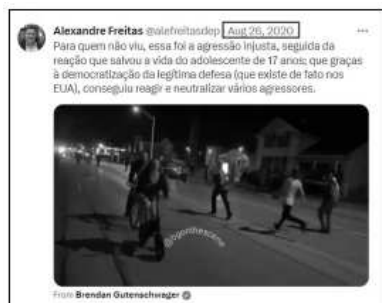 Alexandre Freitas @alefreitasdep Aug 26, 2020
Para quem não viu, essa foi a agressão injusta, seguida da
reação que salvou a vida do adolescente de 17 anos; que graças
à democratização da legítima defesa (que existe de fato nos
EUA), conseguiu reagir e neutralizar vários agressores.
@bgonthescene
From Brendan Gutenschwager